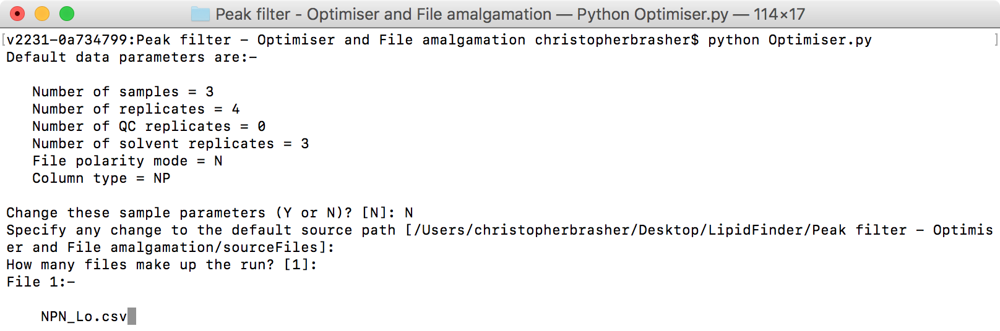 Peak filter - Optimiser and File amalgamation — Python Optimiser.py — 114×17
[v2231-0a734799:Peak filter - Optimiser and File amalgamation christopherbrasher$ python Optimiser.py ]
Default data parameters are:-
Number of samples = 3
Number of replicates = 4
Number of QC replicates = 0
Number of solvent replicates = 3
File polarity mode = N
Column type = NP
Change these sample parameters (Y or N)? [N]: N
Specify any change to the default source path [/Users/christopherbrasher/Desktop/LipidFinder/Peak filter - Optimis
er and File amalgamation/sourceFiles]:
How many files make up the run? [1]:
File 1:-
NPN_Lo.csv